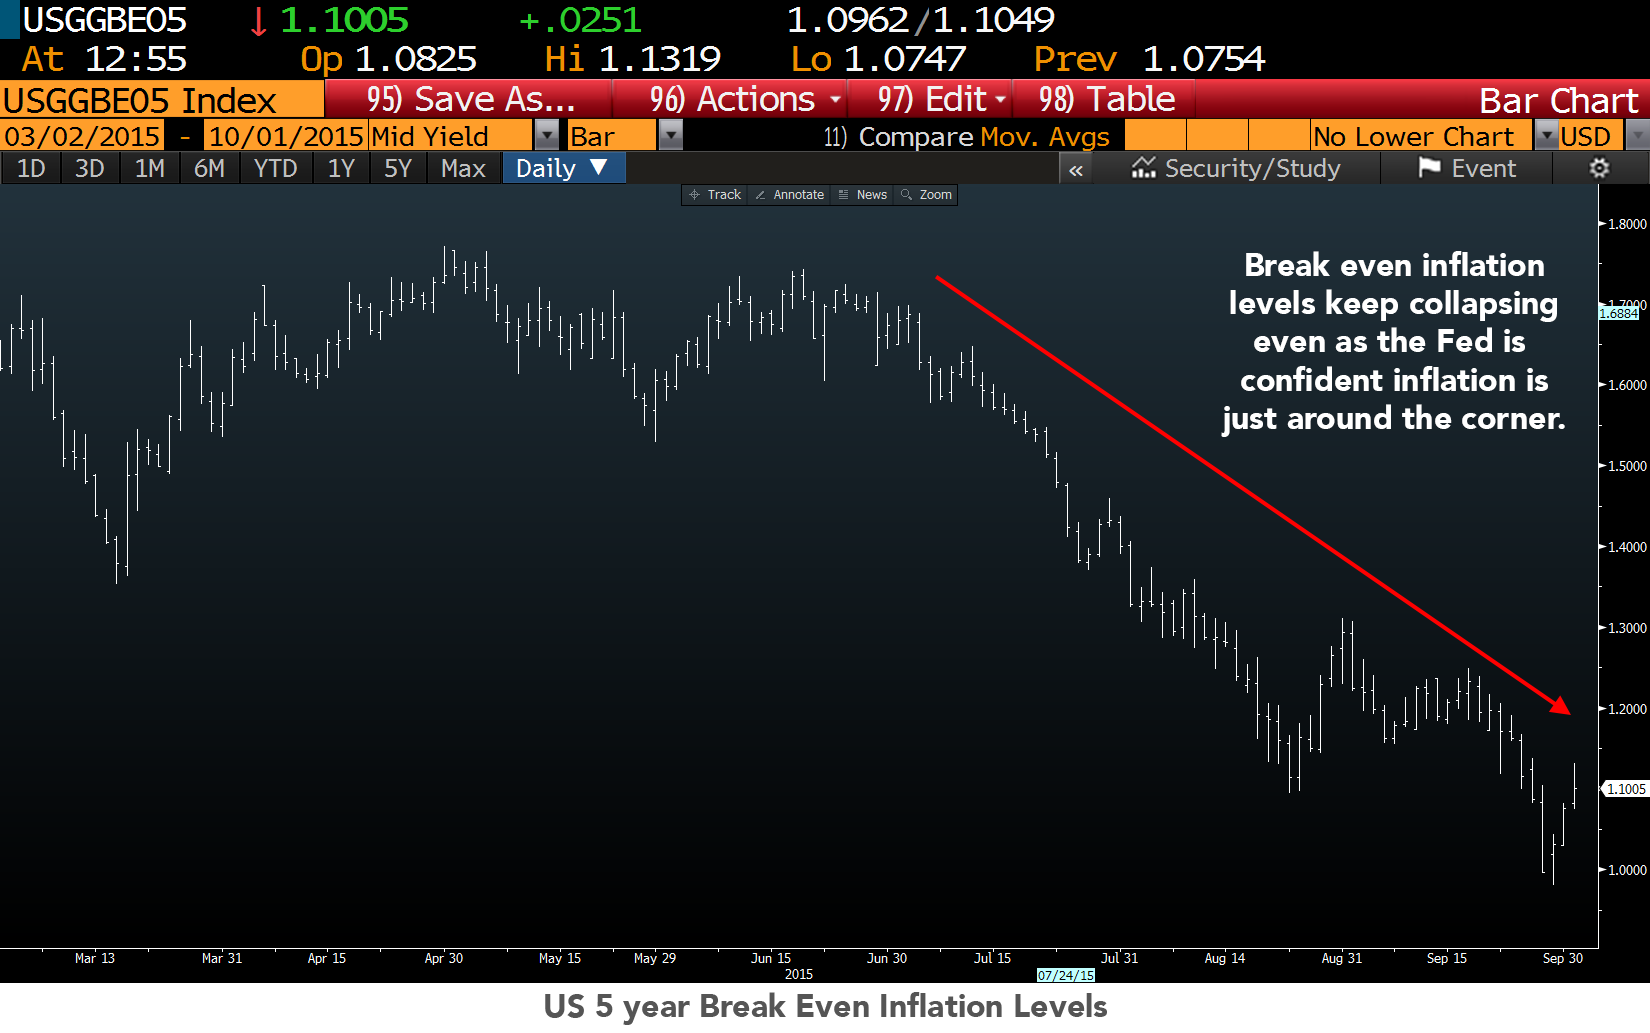 USGGBE05 ↓ 1.1005 +.0251 1.0962/1.1049
At 12:55 Op 1.0825 Hi 1.1319 Lo 1.0747 Prev 1.0754
USGGBE05 Index 95) Save As... 96) Actions 97) Edit 98) Table Bar Chart
03/02/2015 - 10/01/2015 Mid Yield Bar 11) Compare Mov. Avgs No Lower Chart USD
1D 3D 1M 6M YTD 1Y 5Y Max Daily ▼ « Security/Study Event
Track Annotate News Zoom
1.8000
Break even inflation
levels keep collapsing
even as the Fed is
confident inflation is
just around the corner.
1.7000
1.6884
1.6000
1.5000
1.4000
1.3000
1.2000
1.1005
1.0000
Mar 13 Mar 31 Apr 15 Apr 30 May 15 May 29 Jun 15 Jun 30 Jul 15 Jul 31 Aug 14 Aug 31 Sep 15 Sep 30
2015 07/24/15
US 5 year Break Even Inflation Levels